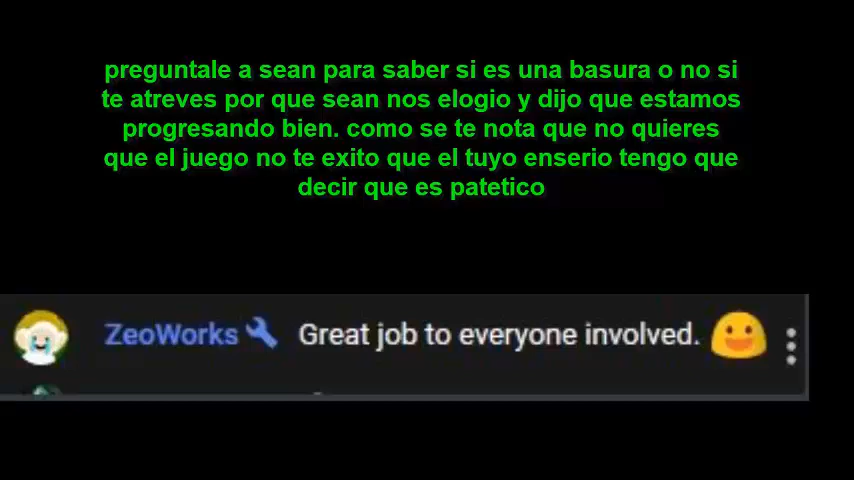 preguntale a sean para saber si es una basura o no si
te atreves por que sean nos elogio y dijo que estamos
progresando bien. como se te nota que no quieres
que el juego no te exito que el tuyo enserio tengo que
decir que es patetico
ZeoWorks Great job to everyone involved.